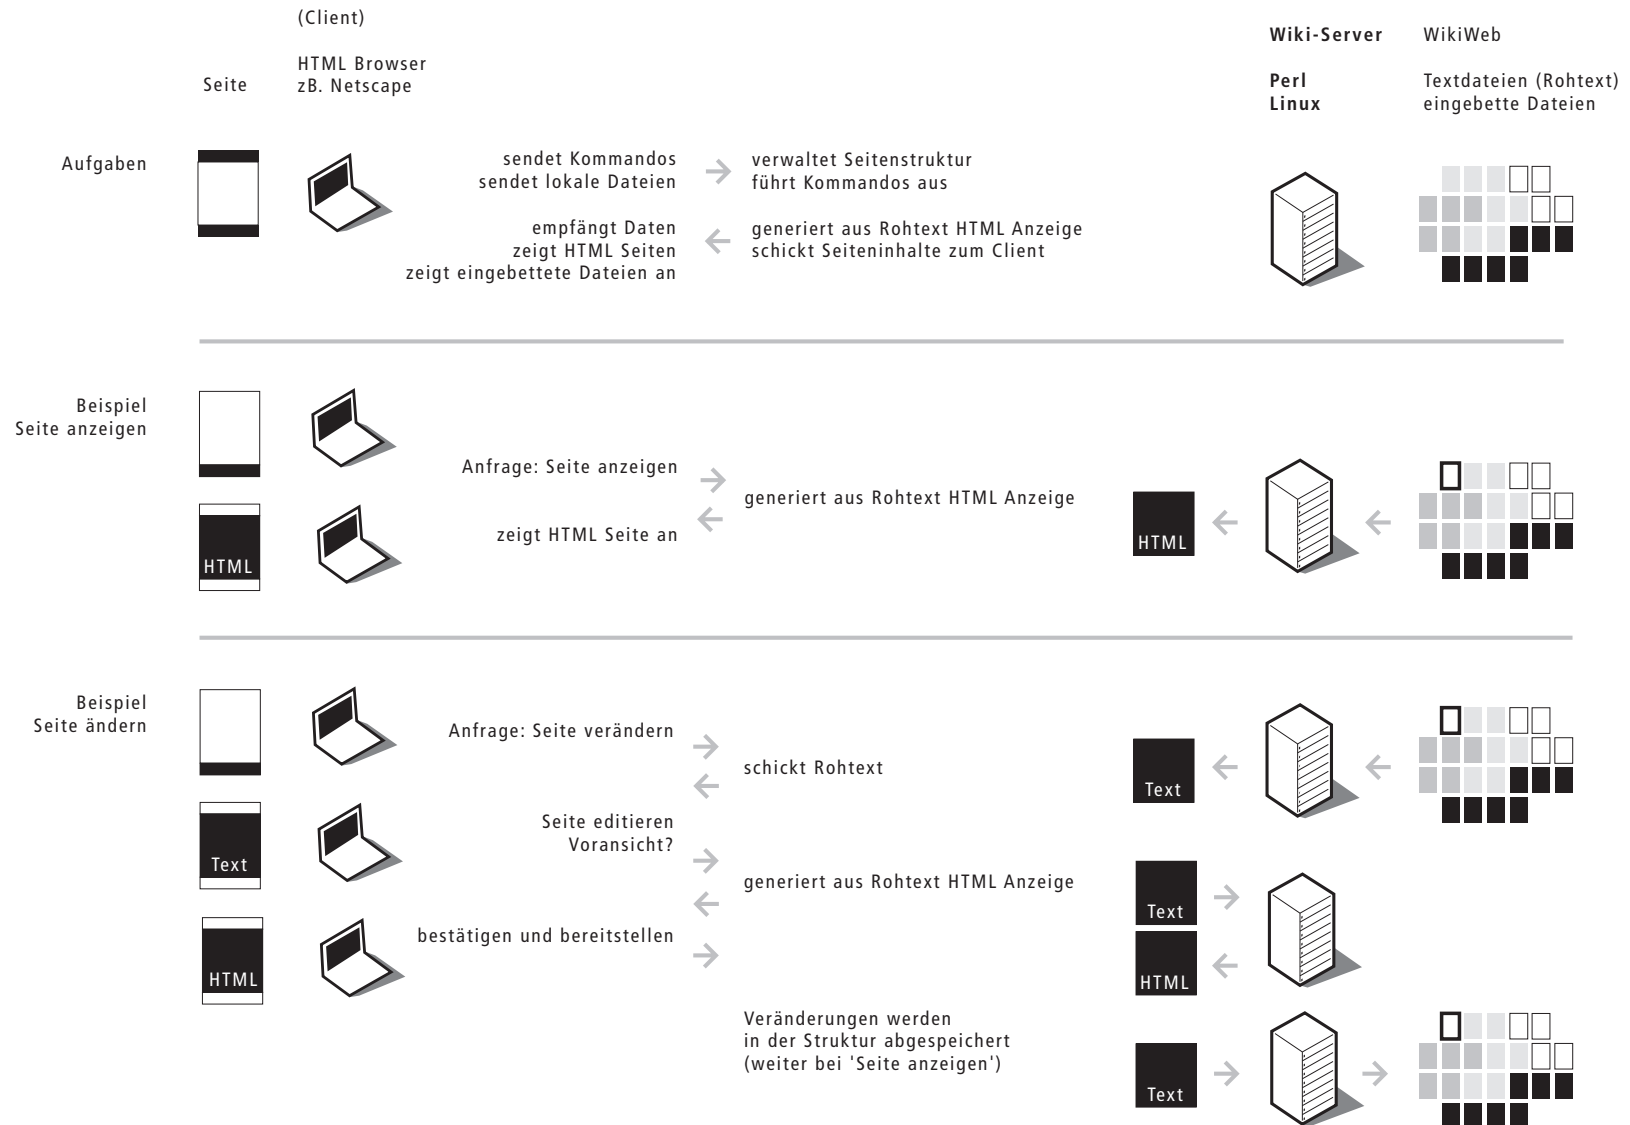 (Client)
HTML Browser
zB. Netscape
Seite
Wiki-Server
Perl
Linux
WikiWeb
Textdateien (Rohtext)
eingebette Dateien
Aufgaben
sendet Kommandos
sendet lokale Dateien
verwaltet Seitenstruktur
führt Kommandos aus
empfängt Daten
zeigt HTML Seiten
zeigt eingebettete Dateien an
generiert aus Rohtext HTML Anzeige
schickt Seiteninhalte zum Client
Beispiel
Seite anzeigen
Anfrage: Seite anzeigen
generiert aus Rohtext HTML Anzeige
zeigt HTML Seite an
HTML
HTML
Beispiel
Seite ändern
Anfrage: Seite verändern
schickt Rohtext
Text
Text
Seite editieren
Voransicht?
generiert aus Rohtext HTML Anzeige
Text
HTML
bestätigen und bereitstellen
HTML
Veränderungen werden
in der Struktur abgespeichert
(weiter bei 'Seite anzeigen')
Text